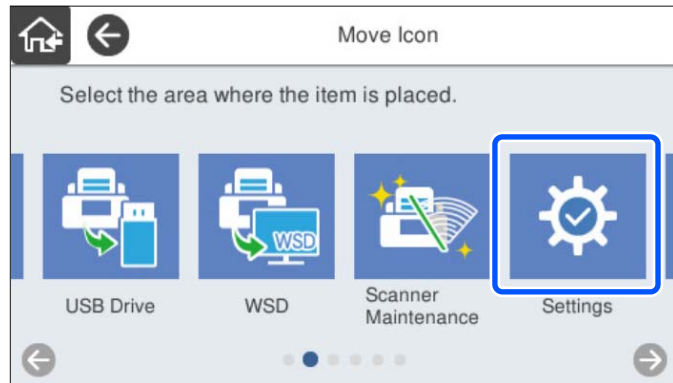 Move Icon
Select the area where the item is placed.
WSD
USB Drive
WSD
Scanner
Maintenance
Settings